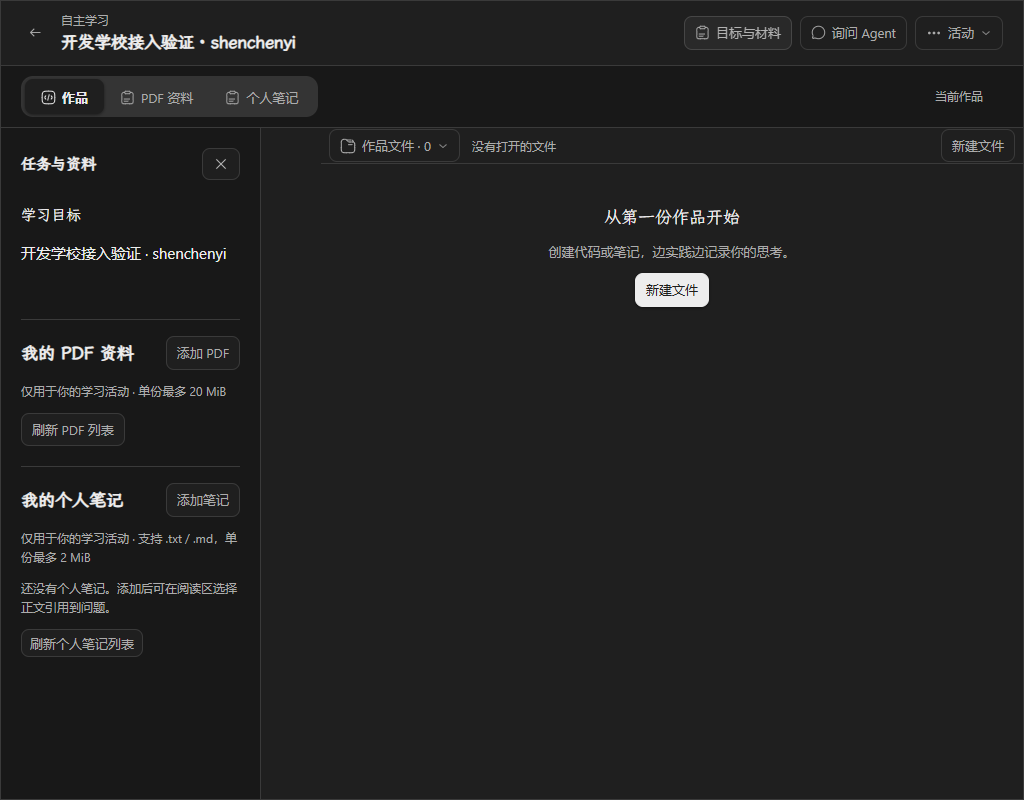 自主学习
开发学校接入验证·shenchenyi
目标与材料
询问 Agent
活动
作品
PDF 资料
个人笔记
当前作品
任务与资料
学习目标
开发学校接入验证 · shenchenyi
我的 PDF 资料
添加 PDF
仅用于你的学习活动 · 单份最多 20 MiB
刷新 PDF 列表
我的个人笔记
添加笔记
仅用于你的学习活动 · 支持 .txt / .md，单
份最多 2 MiB
还没有个人笔记。添加后可在阅读区选择
正文引用到问题。
刷新个人笔记列表
作品文件 · 0
没有打开的文件
新建文件
从第一份作品开始
创建代码或笔记，边实践边记录你的思考。
新建文件